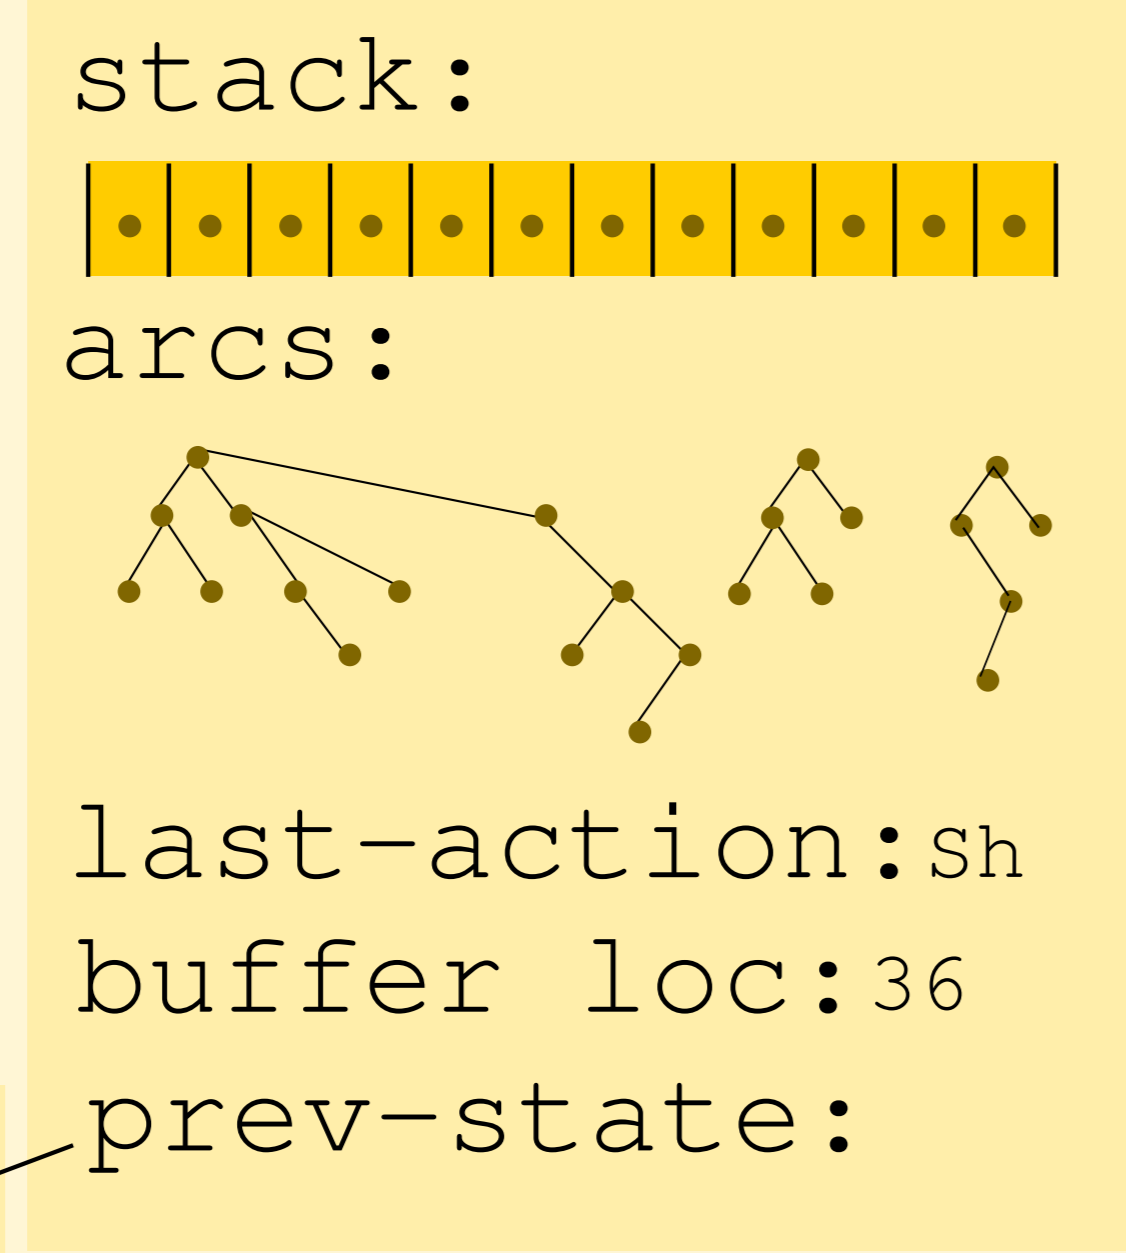 stack:
arcs:
last-action:Sh
buffer loc:36
prev-state: